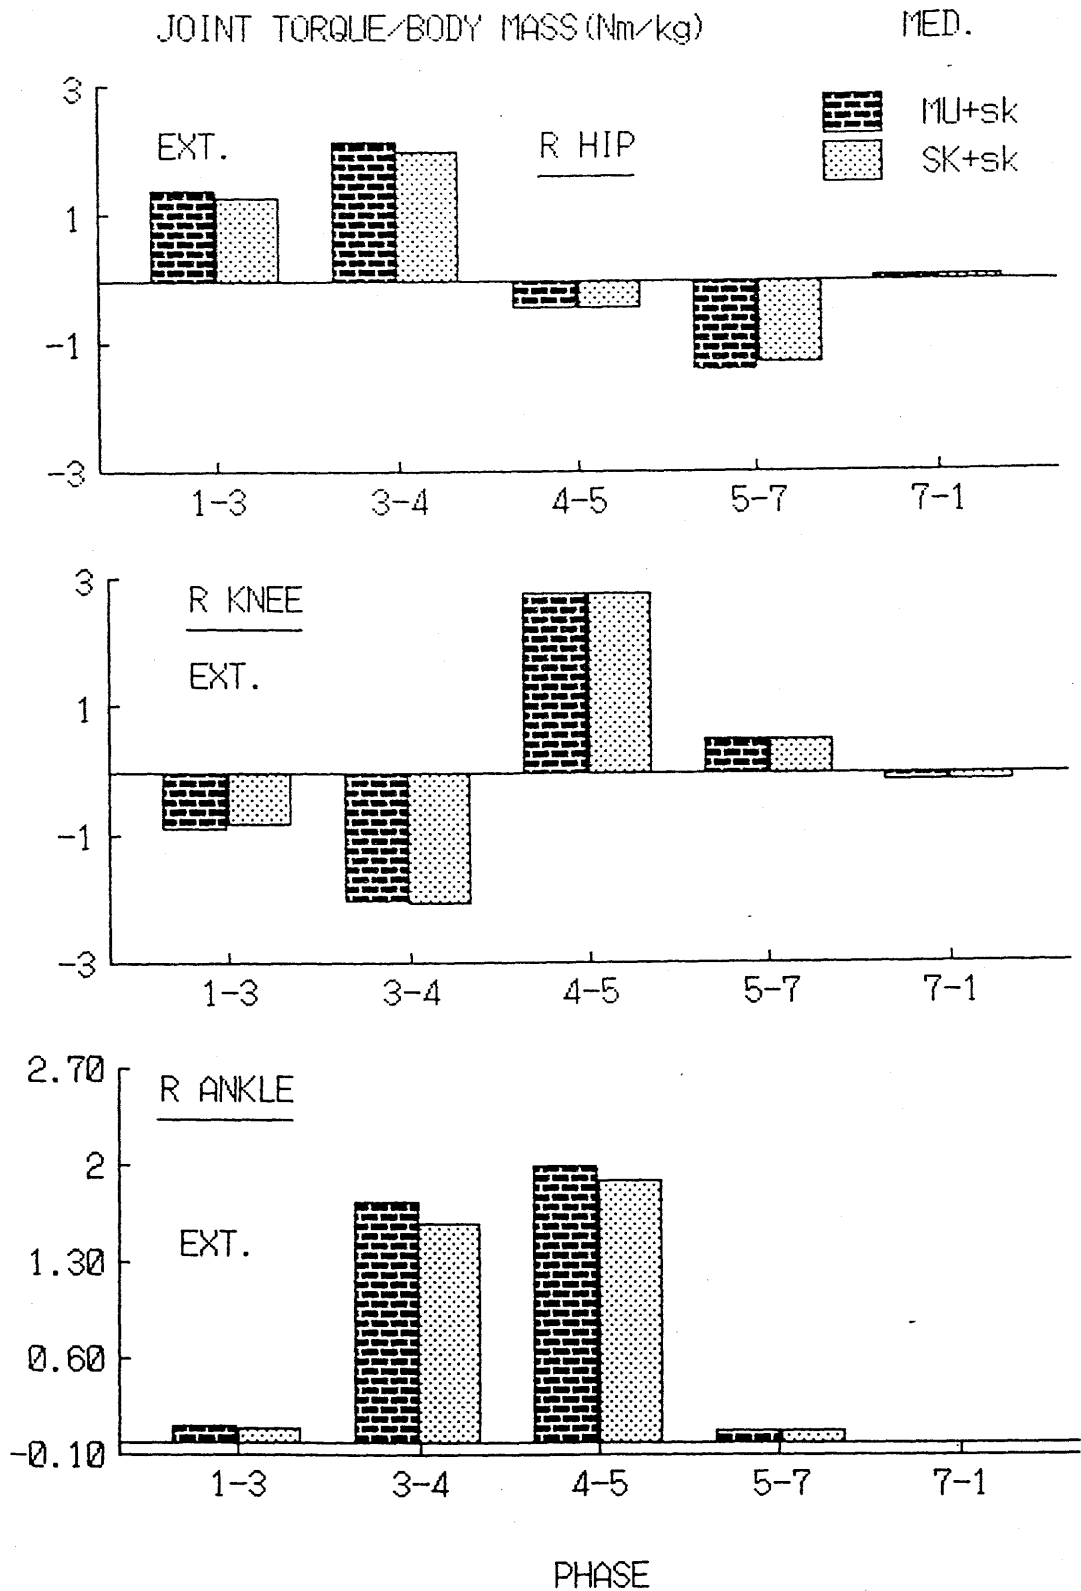 JOINT TORQUE/BODY MASS(Nm/kg) MED.
3
MU+sk
EXT. R HIP
SK+sk
1
-1
-3
1-3 3-4 4-5 5-7 7-1
3
R KNEE
EXT.
1
-1
-3
1-3 3-4 4-5 5-7 7-1
2.70
R ANKLE
2
EXT.
1.30
0.60
-0.10
1-3 3-4 4-5 5-7 7-1
PHASE